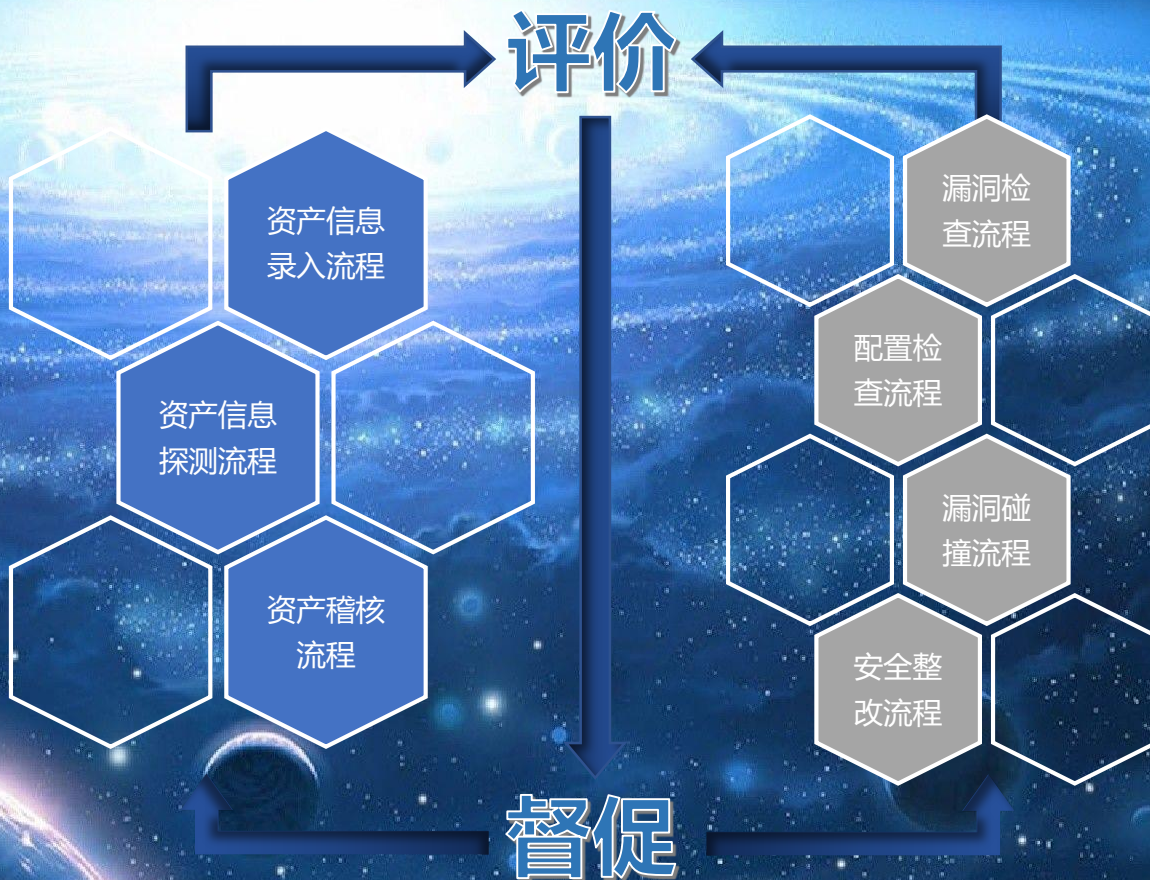 评价
资产信息
录入流程
资产信息
探测流程
资产稽核
流程
漏洞检
查流程
配置检
查流程
漏洞碰
撞流程
安全整
改流程
督促